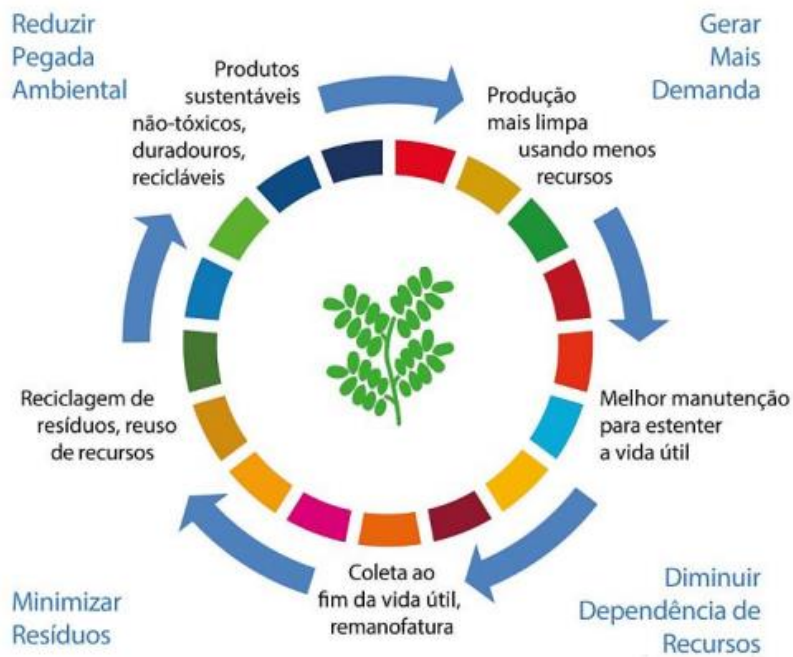 Reduzir
Pegada
Ambiental
Gerar
Mais
Demanda
Produtos
sustentáveis
não-tóxicos,
duradouros,
recicláveis
Produção
mais limpa
usando menos
recursos
Melhor manutenção
para estenter
a vida útil
Coleta ao
fim da vida útil,
remanofatura
Reciclagem de
resíduos, reuso
de recursos
Minimizar
Resíduos
Diminuir
Dependência de
Recursos